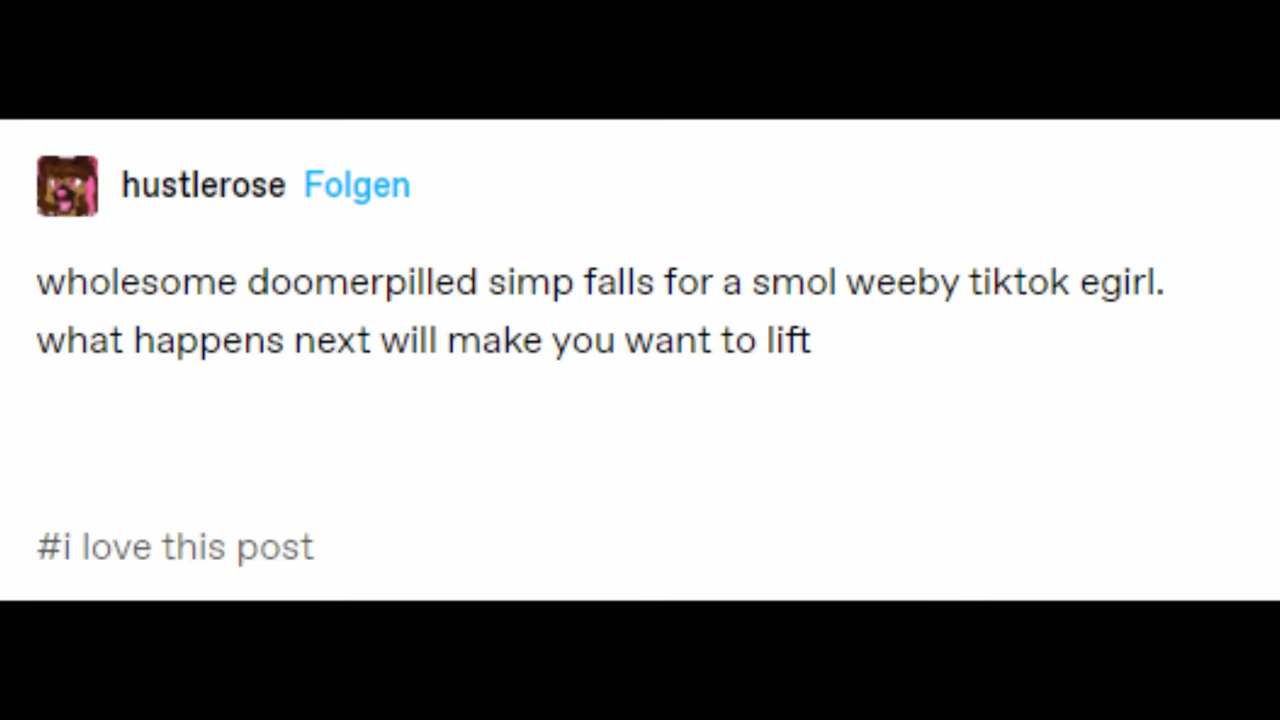 hustlerose Folgen
wholesome doomerpilled simp falls for a smol weeby tiktok egirl.
what happens next will make you want to lift
#i love this post